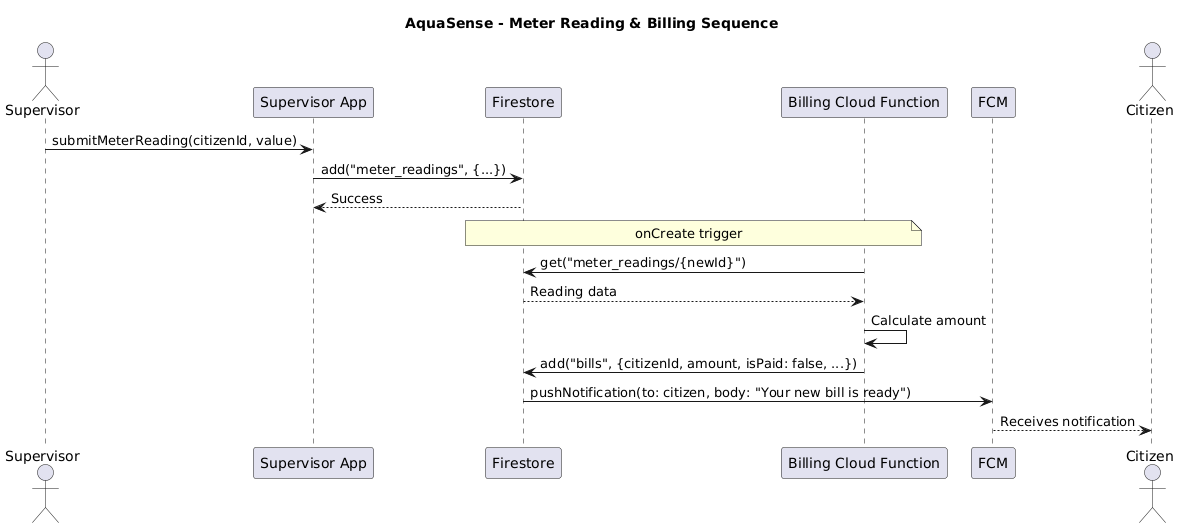 AquaSense - Meter Reading & Billing Sequence
Supervisor
Supervisor App
Firestore
Billing Cloud Function
FCM
Citizen
submitMeterReading(citizenId, value)
add("meter_readings", {...})
Success
onCreate trigger
get("meter_readings/{newId}")
Reading data
Calculate amount
add("bills", {citizenId, amount, isPaid: false, ...})
pushNotification(to: citizen, body: "Your new bill is ready")
Receives notification
Supervisor
Supervisor App
Firestore
Billing Cloud Function
FCM
Citizen